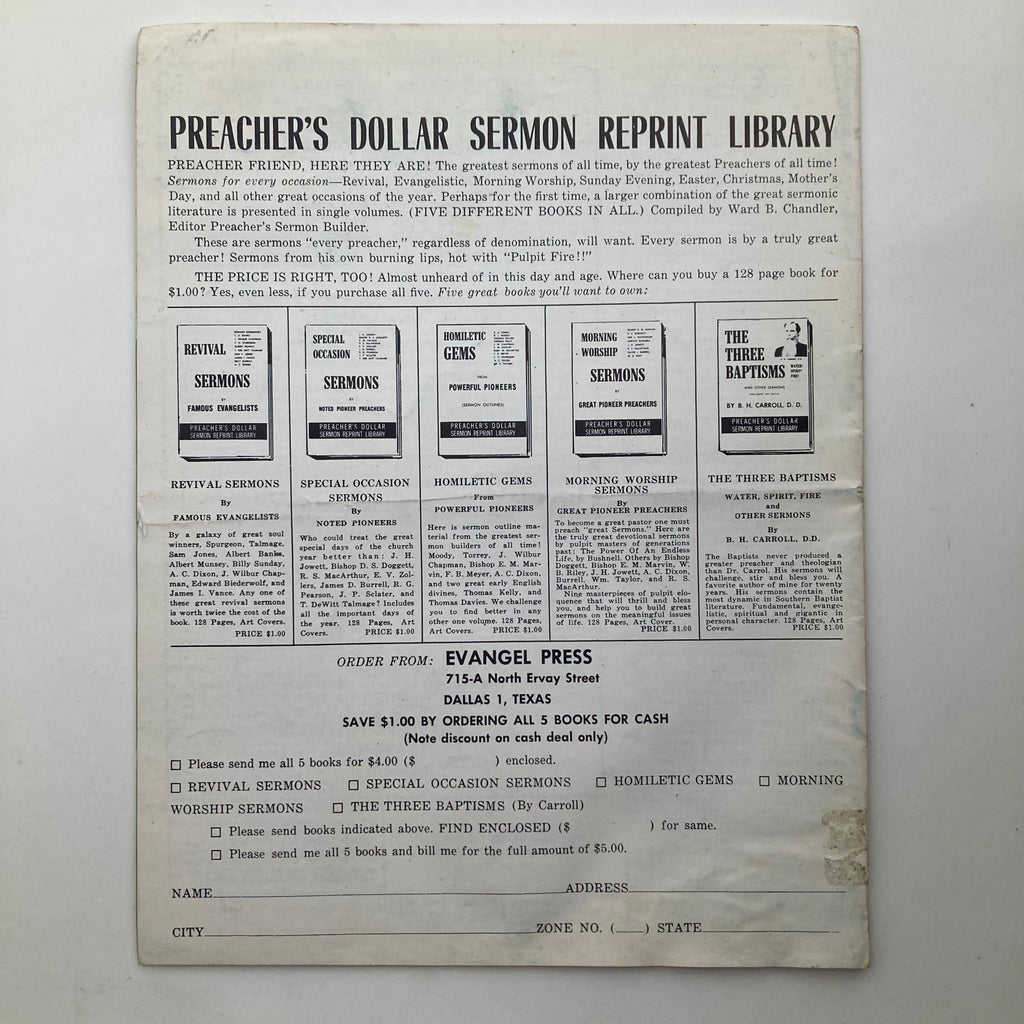 PREACHER'S DOLLAR SERMON REPRINT LIBRARY
PREACHER FRIEND, HERE THEY ARE! The greatest sermons of all time, by the greatest Preachers of all time!
Sermons for every occasion—Revival, Evangelistic, Morning Worship, Sunday Evening, Easter, Christmas, Mother's
Day, and all other great occasions of the year. Perhaps for the first time, a larger combination of the great sermonic
literature is presented in single volumes. (FIVE DIFFERENT BOOKS IN ALL.) Compiled by Ward B. Chandler,
Editor Preacher's Sermon Builder.
These are sermons "every preacher," regardless of denomination, will want. Every sermon is by a truly great
preacher! Sermons from his own burning lips, hot with "Pulpit Fire!!"
THE PRICE IS RIGHT, TOO! Almost unheard of in this day and age. Where can you buy a 128 page book for
$1.00? Yes, even less, if you purchase all five. Five great books you'll want to own:
REVIVAL
SERMONS
BY
FAMOUS EVANGELISTS
PREACHER'S DOLLAR
SERMON REPRINT LIBRARY
REVIVAL SERMONS
By
FAMOUS EVANGELISTS
By a galaxy of great soul
winners, Spurgeon, Talmage,
Sam Jones, Albert Banks,
Albert Munsey, Billy Sunday,
A. C. Dixon, J. Wilbur Chap-
man, Edward Biederwolf, and
James I. Vance. Any one of
these great revival sermons
is worth twice the cost of the
book. 128 Pages, Art Covers.
PRICE $1.00
SPECIAL
OCCASION
SERMONS
BY
NOTED PIONEER PREACHERS
PREACHER'S DOLLAR
SERMON REPRINT LIBRARY
SPECIAL OCCASION
SERMONS
By
NOTED PIONEERS
Who could treat the great
special days of the church
year better than: J. H.
Jowett, Bishop D. S. Doggett,
R. S. MacArthur, E. V. Zol-
lers, James D. Burrell, R. G.
Pearson, J. P. Sclater, and
T. DeWitt Talmage? Includes
all the important days of
the year. 128 Pages, Art
Covers. PRICE $1.00
HOMILETIC
GEMS
FROM
POWERFUL PIONEERS
(SERMON OUTLINES)
PREACHER'S DOLLAR
SERMON REPRINT LIBRARY
HOMILETIC GEMS
From
POWERFUL PIONEERS
Here is sermon outline ma-
terial from the greatest ser-
mon builders of all time!
Moody, Torrey, J. Wilbur
Chapman, Bishop E. M. Mar-
vin, F. B. Meyer, A. C. Dixon,
and two great early English
divines, Thomas Kelly, and
Thomas Davies. We challenge
you to find better in any
other one volume. 128 Pages,
Art Covers. PRICE $1.00
MORNING
WORSHIP
SERMONS
BY
GREAT PIONEER PREACHERS
PREACHER'S DOLLAR
SERMON REPRINT LIBRARY
MORNING WORSHIP
SERMONS
By
GREAT PIONEER PREACHERS
To become a great pastor one must
preach "great Sermons." Here are
the truly great devotional sermons
by pulpit masters of generations
past: The Power Of An Endless
Life, by Bushnell. Others by Bishop
Doggett, Bishop E. M. Marvin, W.
B. Riley, J. H. Jowett, A. C. Dixon,
Burrell, Wm. Taylor, and R. S.
MacArthur.
Nine masterpieces of pulpit elo-
quence that will thrill and bless
you, and help you to build great
sermons on the meaningful issues
of life. 128 Pages, Art Cover.
PRICE $1.00
THE
THREE
BAPTISMS
WATER!
SPIRIT!
FIRE!
AND OTHER SERMONS
BY B. H. CARROLL, D. D.
PREACHER'S DOLLAR
SERMON REPRINT LIBRARY
THE THREE BAPTISMS
WATER, SPIRIT, FIRE
and
OTHER SERMONS
By
B. H. CARROLL, D.D.
The Baptists never produced a
greater preacher and theologian
than Dr. Carrol. His sermons will
challenge, stir and bless you. A
favorite author of mine for twenty
years. His sermons contain the
most dynamic in Southern Baptist
literature. Fundamental, evange-
listic, spiritual and gigantic in
personal character. 128 Pages, Art
Covers. PRICE $1.00
ORDER FROM: EVANGEL PRESS
715-A North Ervay Street
DALLAS 1, TEXAS
SAVE $1.00 BY ORDERING ALL 5 BOOKS FOR CASH
(Note discount on cash deal only)
☐ Please send me all 5 books for $4.00 ($ ) enclosed.
☐ REVIVAL SERMONS ☐ SPECIAL OCCASION SERMONS ☐ HOMILETIC GEMS ☐ MORNING
WORSHIP SERMONS ☐ THE THREE BAPTISMS (By Carroll)
☐ Please send books indicated above. FIND ENCLOSED ($ ) for same.
☐ Please send me all 5 books and bill me for the full amount of $5.00.
NAME ADDRESS
CITY ZONE NO. (___) STATE